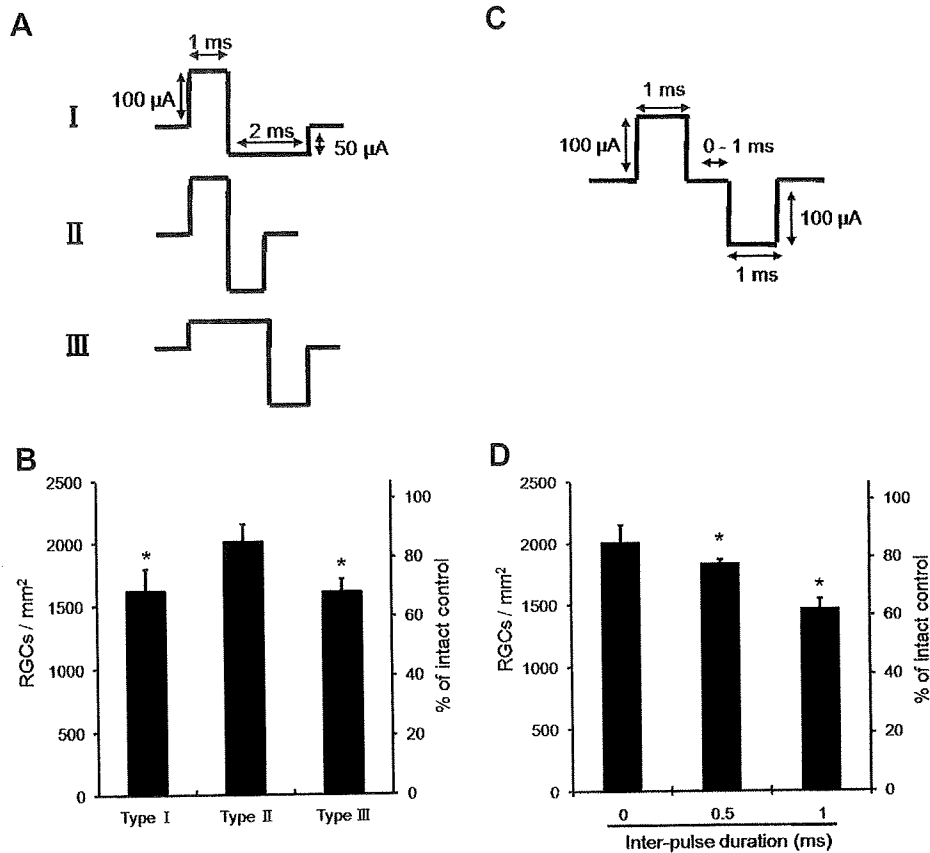 A
1 ms
100 µA
I
2 ms
50 µA
II
III
C
1 ms
100 µA
0 - 1 ms
100 µA
1 ms
B
2500
2000
1500
1000
500
0
RGCs / mm²
*
*
100
80
60
40
20
0
% of intact control
Type I
Type II
Type III
D
2500
2000
1500
1000
500
0
RGCs / mm²
*
*
100
80
60
40
20
0
% of intact control
0
0.5
1
Inter-pulse duration (ms)